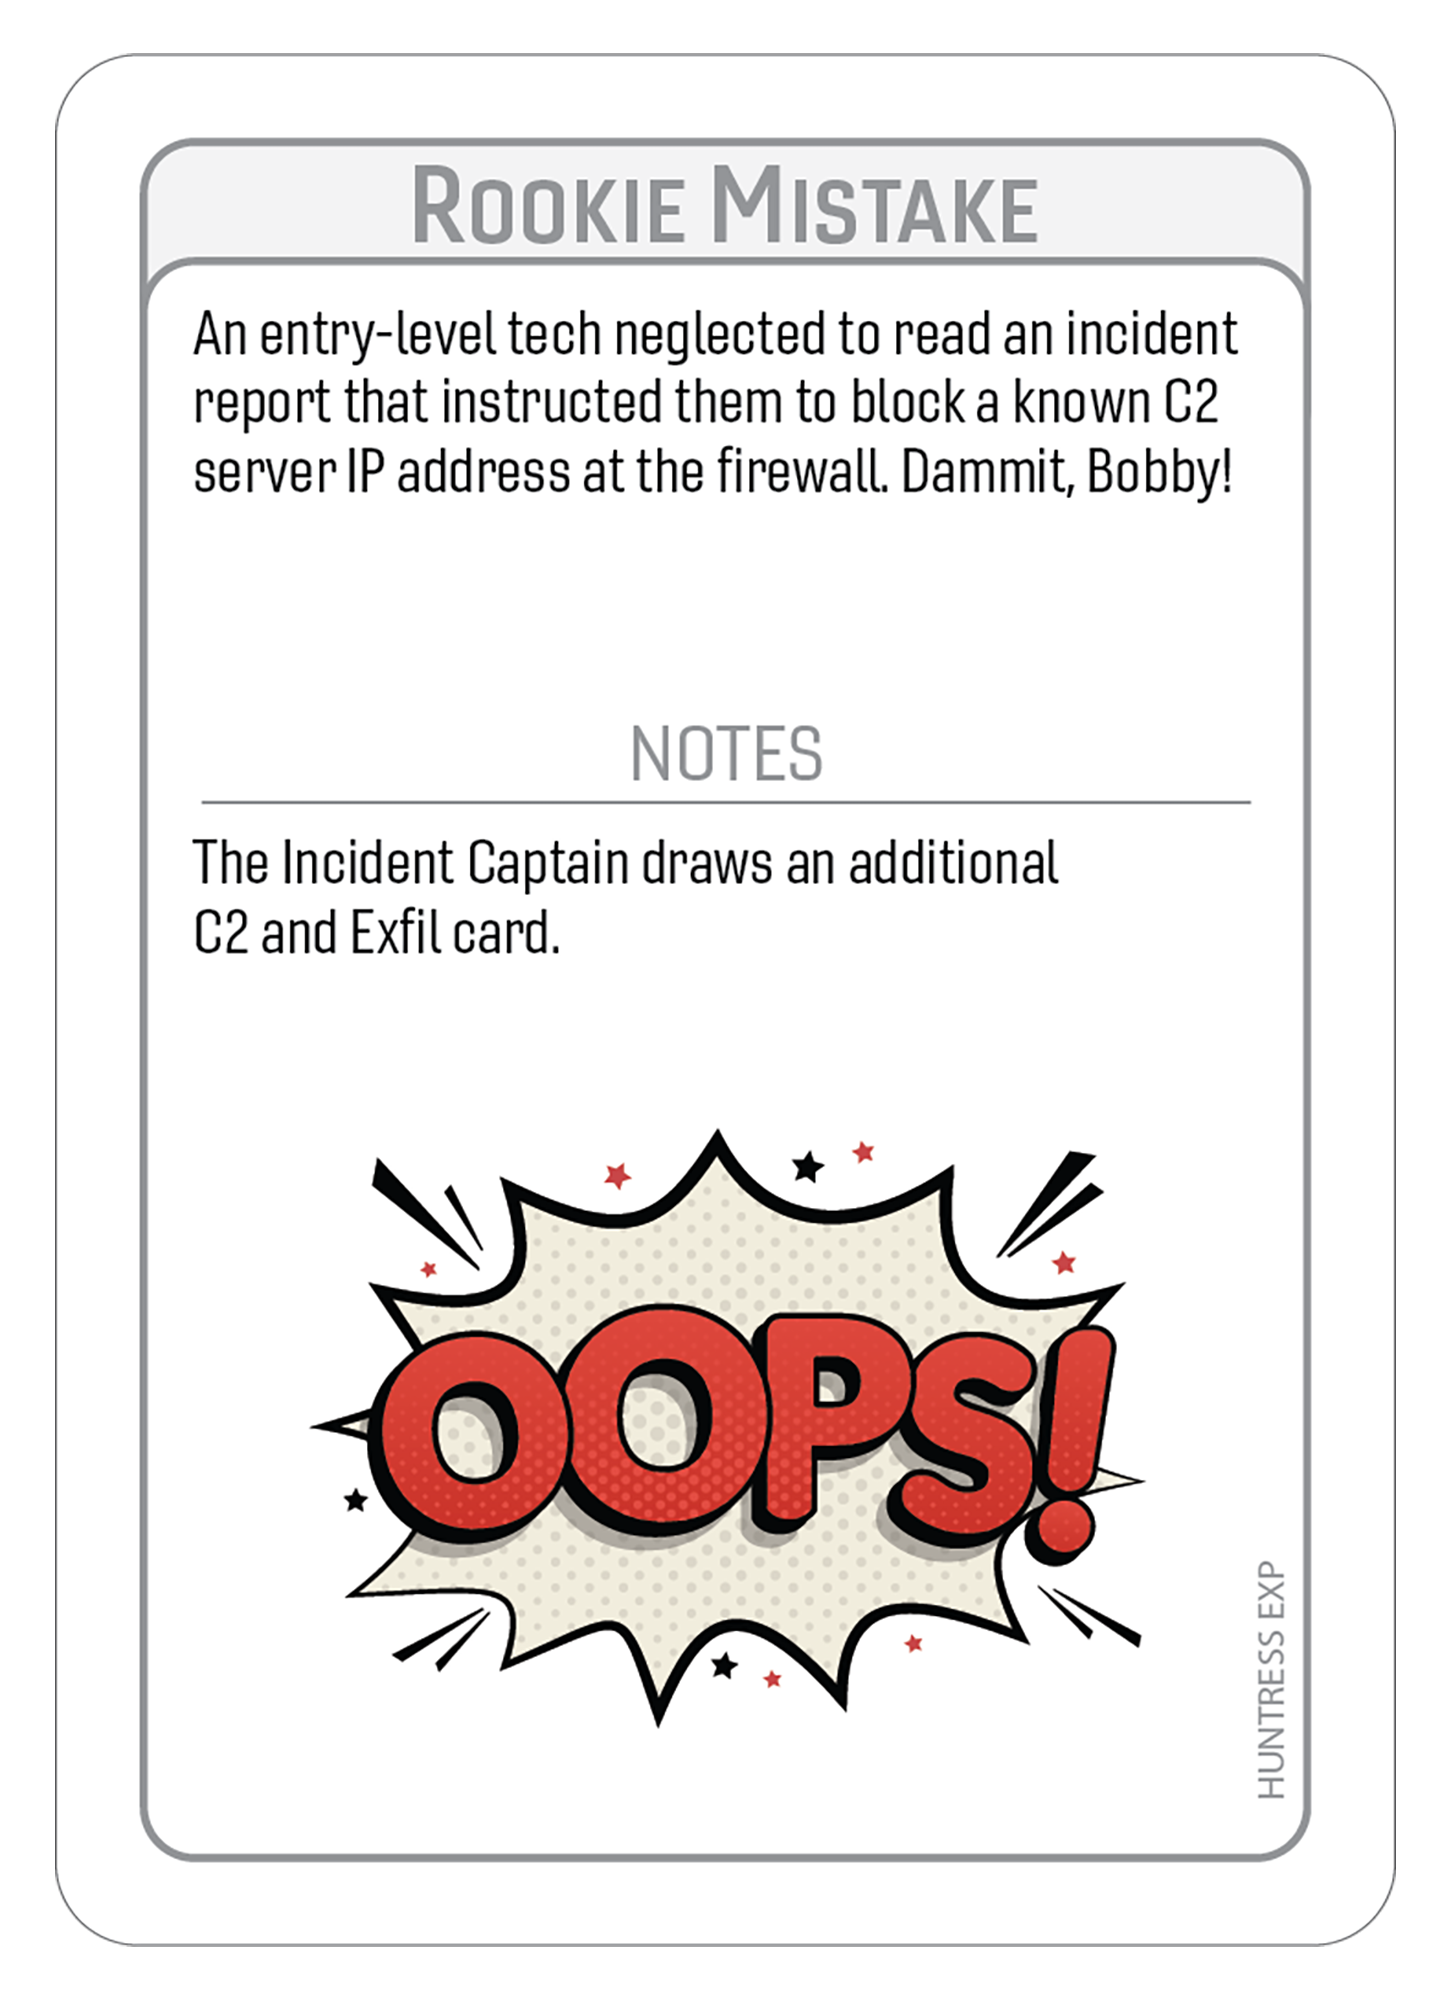 ROOKIE MISTAKE
An entry-level tech neglected to read an incident
report that instructed them to block a known C2
server IP address at the firewall. Dammit, Bobby!
NOTES
The Incident Captain draws an additional
C2 and Exfil card.
OOPS!
HUNTRESS EXP